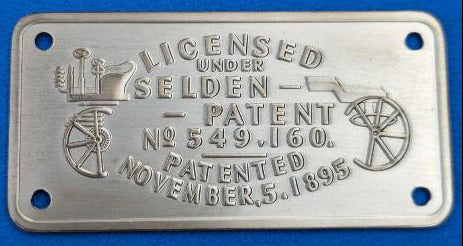 LICENSED
UNDER
SELDEN —
— PATENT
No 549,160.
PATENTED
NOVEMBER,5.1895